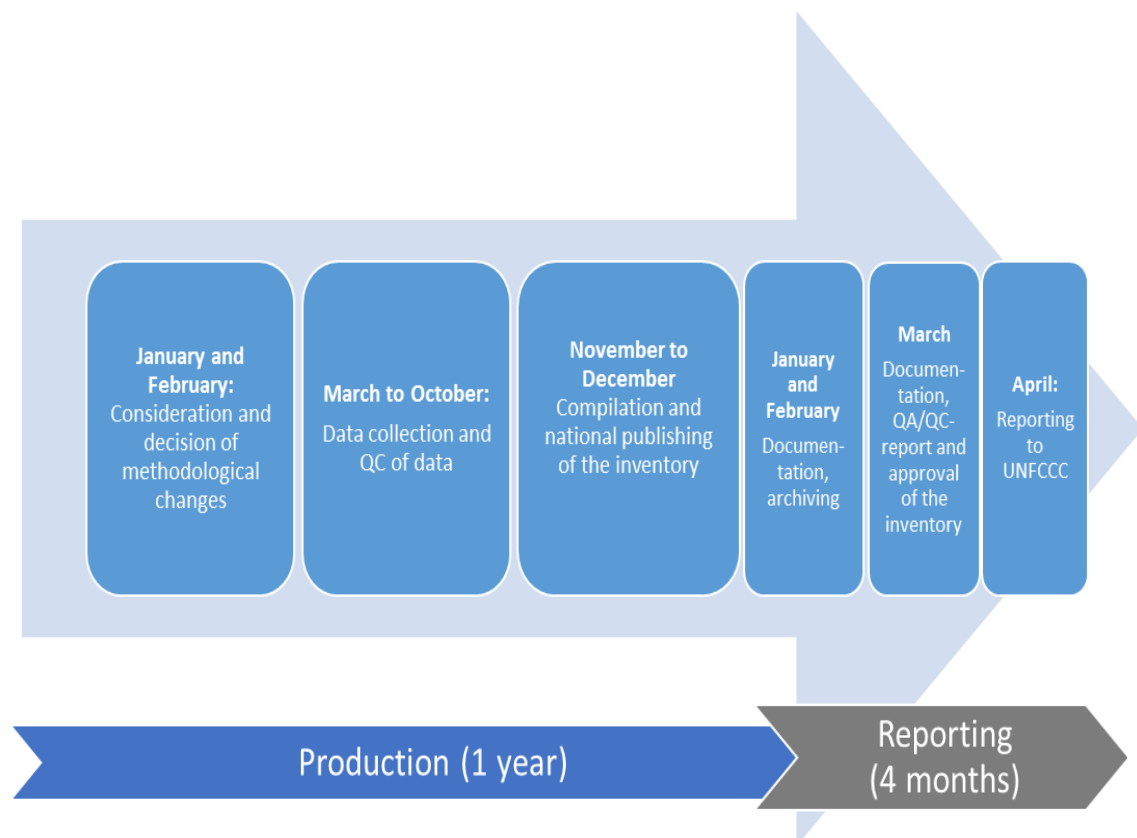 January and
February:
Consideration and
decision of
methodological
changes
March to October:
Data collection and
QC of data
November to
December
Compilation and
national publishing
of the inventory
January
and
February
Documen-
tation,
archiving
March
Documen-
tation,
QA/QC-
report and
approval
of the
inventory
April:
Reporting
to
UNFCCC
Production (1 year)
Reporting
(4 months)